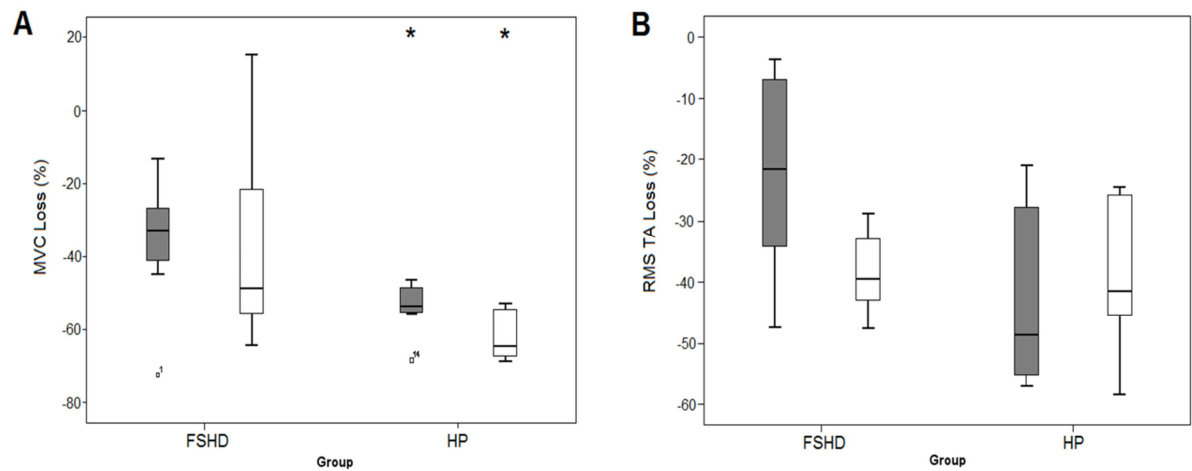 A
20
0
-20
-40
-60
-80
MVC Loss (%)
*
*
1
14
FSHD
HP
Group
B
0
-10
-20
-30
-40
-50
-60
RMS TA Loss (%)
FSHD
HP
Group